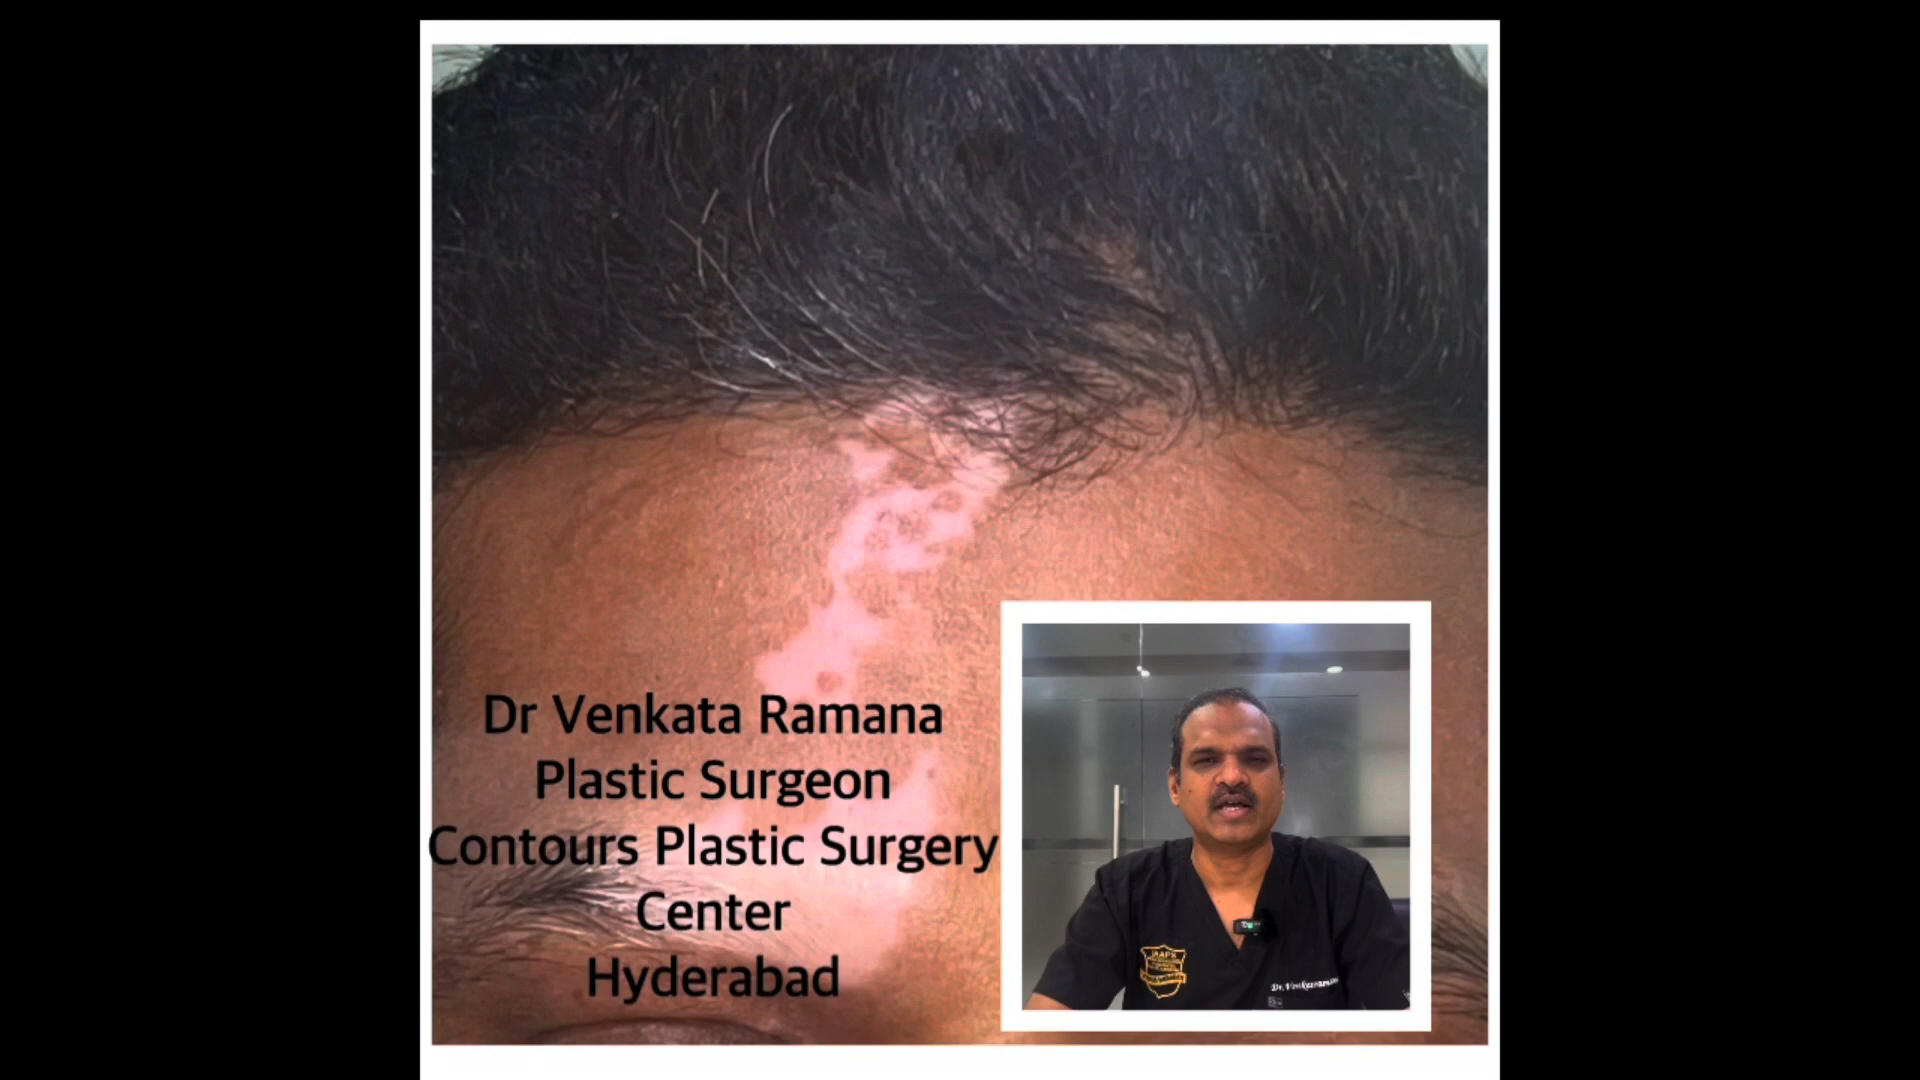 Dr Venkata Ramana
Plastic Surgeon
Contours Plastic Surgery
Center
Hyderabad